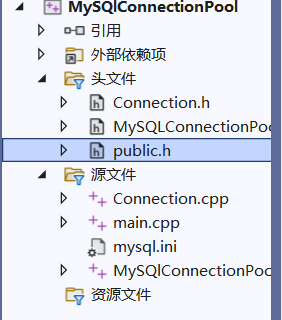 MySQlConnectionPool
引用
外部依赖项
头文件
Connection.h
MySQLConnectionPoo
public.h
源文件
Connection.cpp
main.cpp
mysql.ini
MySQlConnectionPo
资源文件